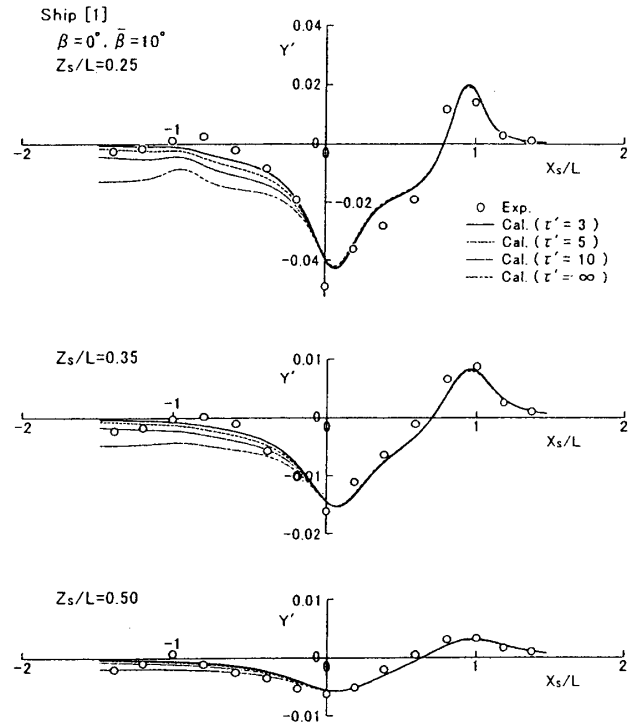 Ship [1]
β=0°. β̄=10°
Zs/L=0.25
0.04
Y'
0.02
-2
-1
0
0
1
2
Xs/L
-0.02
-0.04
Exp.
Cal. (τ'= 3 )
Cal. (τ'= 5 )
Cal. (τ'= 10 )
Cal. (τ'= ∞ )
Zs/L=0.35
0.01
Y'
-2
-1
0
0
1
2
Xs/L
-0.01
-0.02
Zs/L=0.50
0.01
Y'
-2
-1
0
0
1
2
Xs/L
-0.01